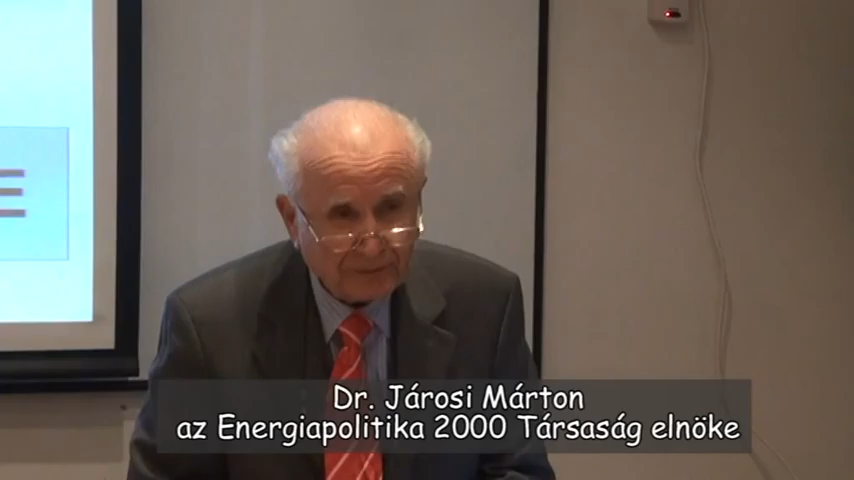 Dr. Járosi Márton
az Energiapolitika 2000 Társaság elnöke